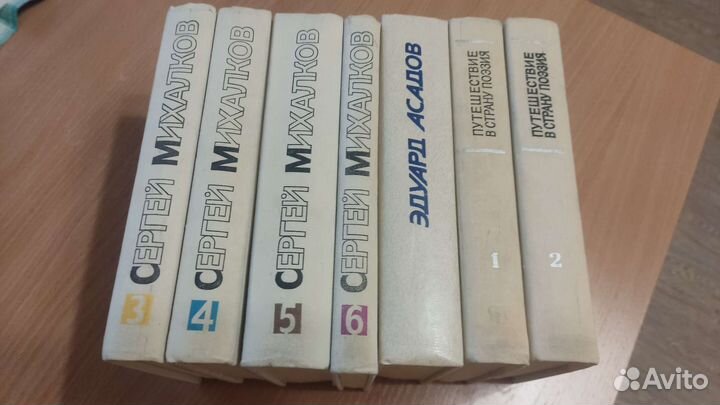 СЕРГЕЙ МИХАЛКОВ
3
СЕРГЕЙ МИХАЛКОВ
4
СЕРГЕЙ МИХАЛКОВ
5
СЕРГЕЙ МИХАЛКОВ
6
ЭДУАРД АСАДОВ
ПУТЕШЕСТВИЕ
В СТРАНУ ПОЭЗИЯ
1
ПУТЕШЕСТВИЕ
В СТРАНУ ПОЭЗИЯ
2
Avito